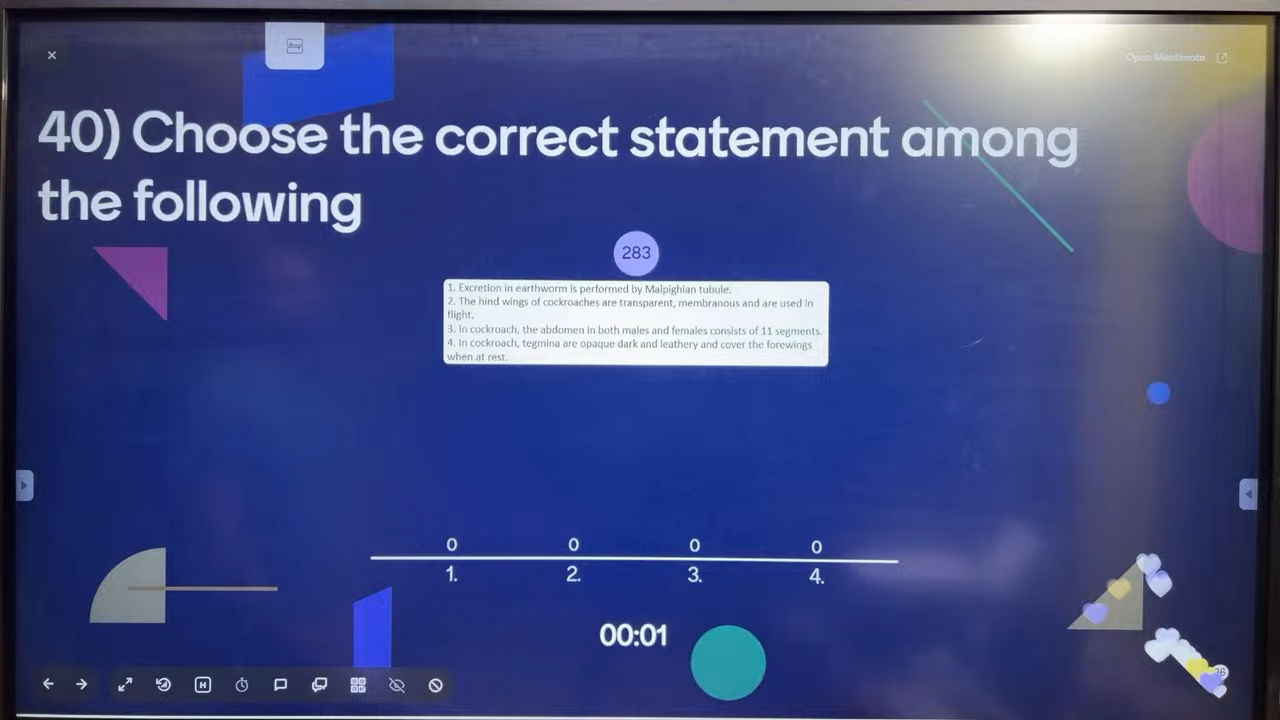 Open Mentimote
40) Choose the correct statement among
the following
283
1. Excretion in earthworm is performed by Malpighian tubule.
2. The hind wings of cockroaches are transparent, membranous and are used in
flight.
3. In cockroach, the abdomen in both males and females consists of 11 segments.
4. In cockroach, tegmina are opaque dark and leathery and cover the forewings
when at rest.
0 0 0 0
1. 2. 3. 4.
00:01
H